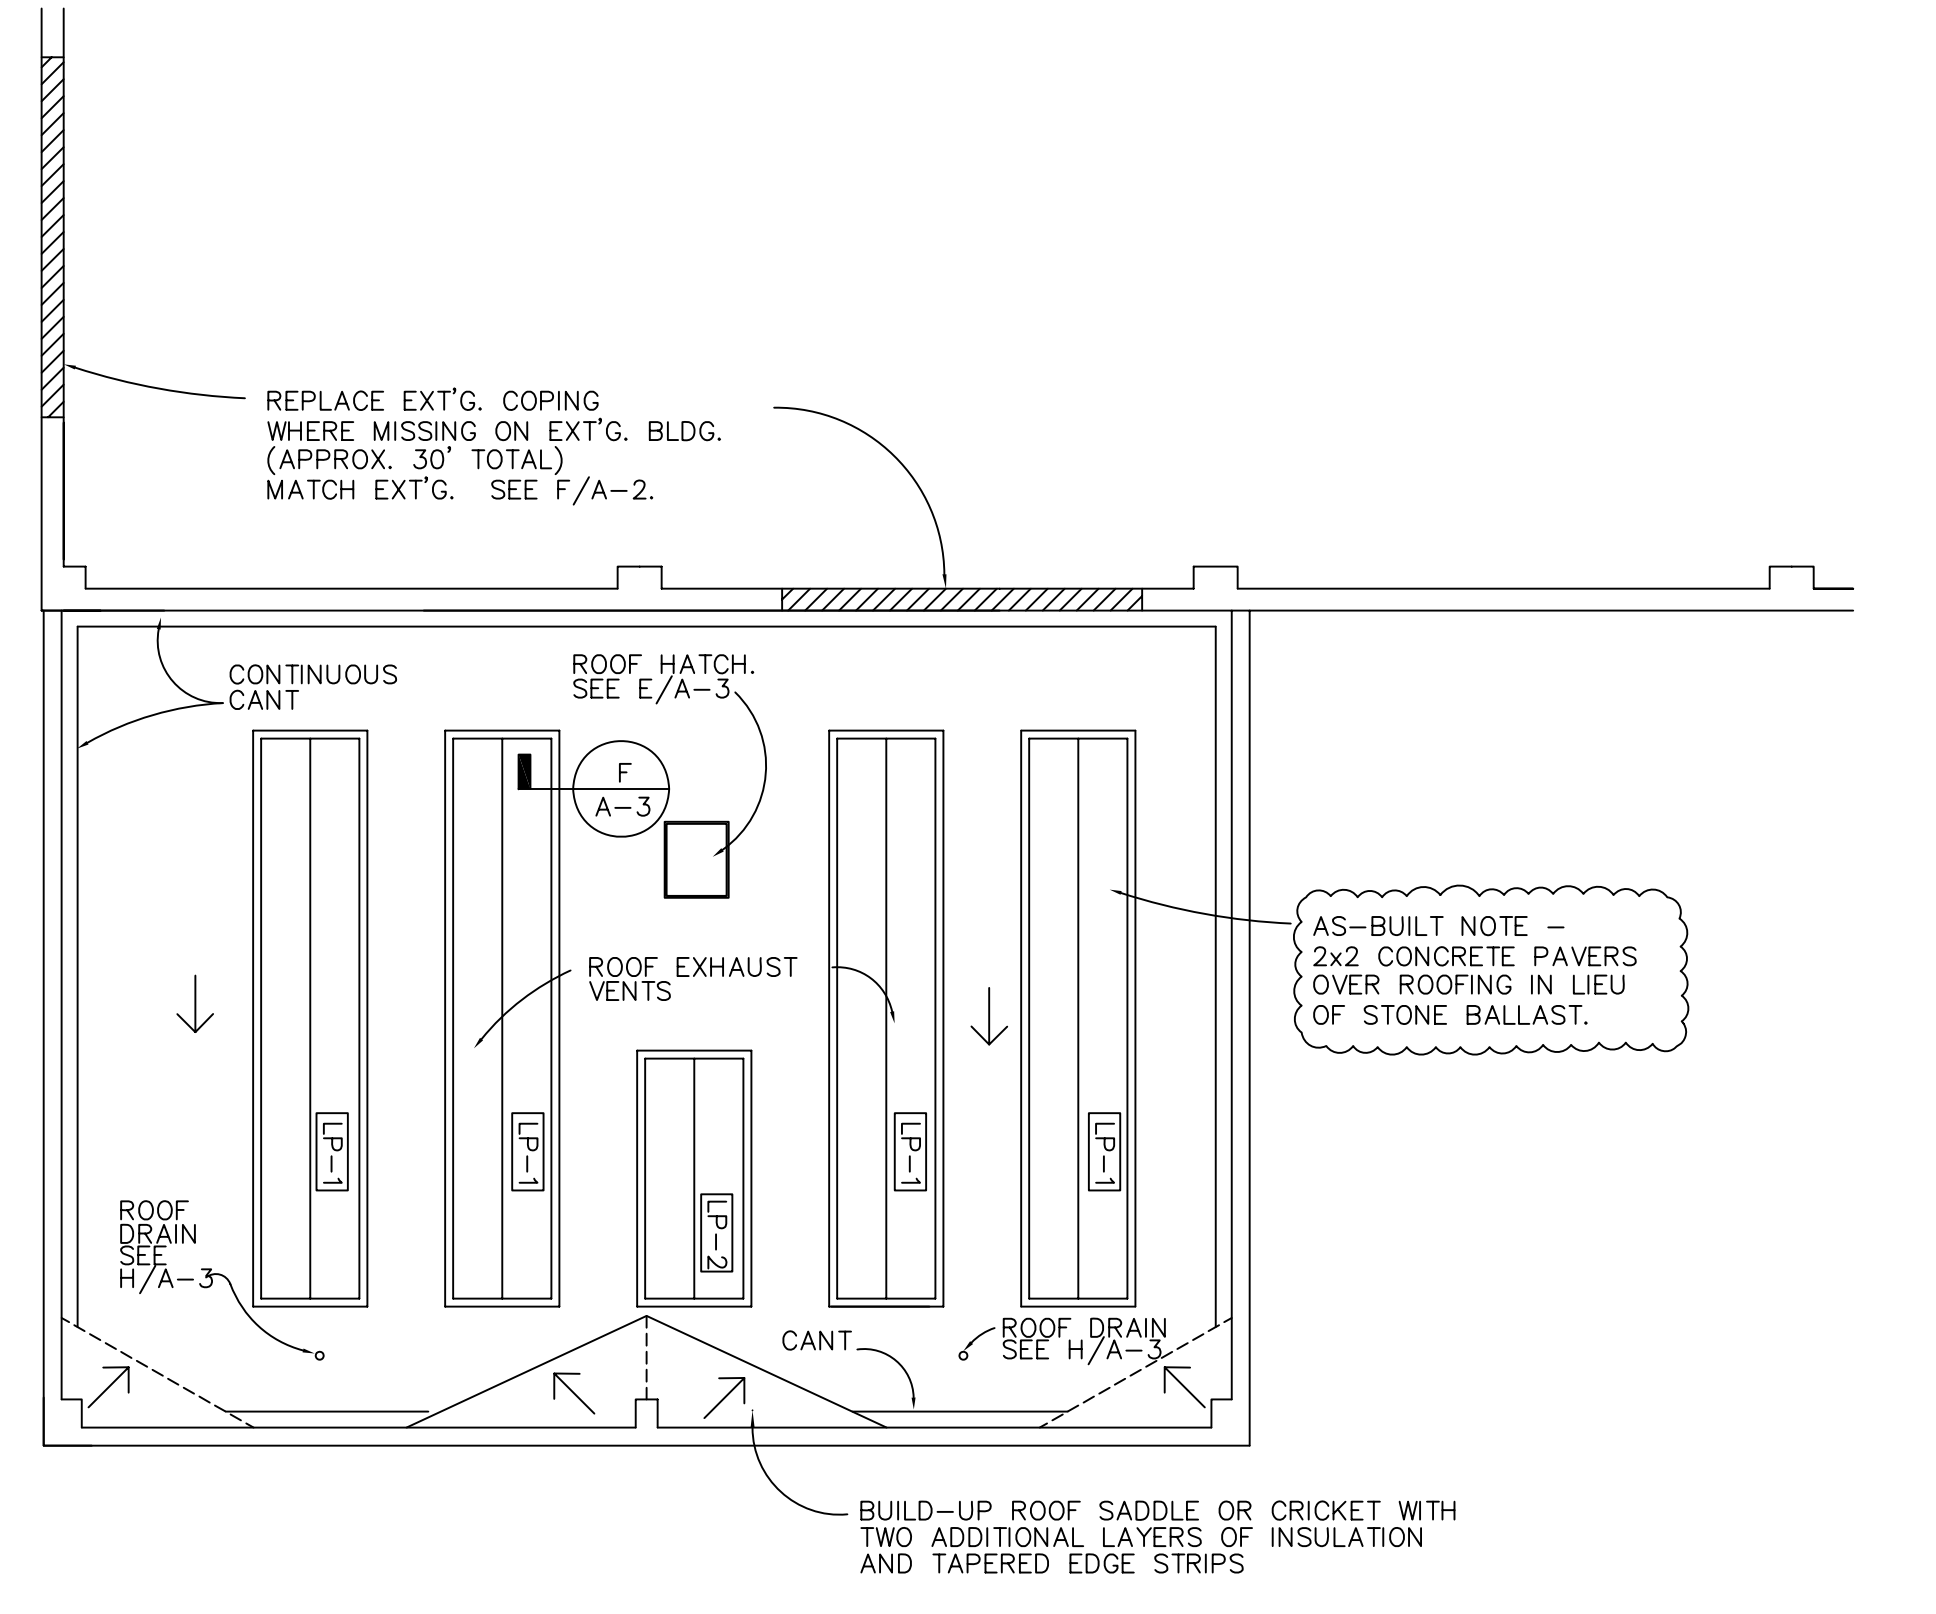 REPLACE EXT'G. COPING
WHERE MISSING ON EXT'G. BLDG.
(APPROX. 30' TOTAL)
MATCH EXT'G. SEE F/A-2.
CONTINUOUS
CANT
ROOF HATCH.
SEE E/A-3
F
A-3
AS-BUILT NOTE -
2x2 CONCRETE PAVERS
OVER ROOFING IN LIEU
OF STONE BALLAST.
ROOF EXHAUST
VENTS
LP-1
LP-1
LP-2
LP-1
LP-1
ROOF
DRAIN
SEE
H/A-3
CANT
ROOF DRAIN
SEE H/A-3
BUILD-UP ROOF SADDLE OR CRICKET WITH
TWO ADDITIONAL LAYERS OF INSULATION
AND TAPERED EDGE STRIPS